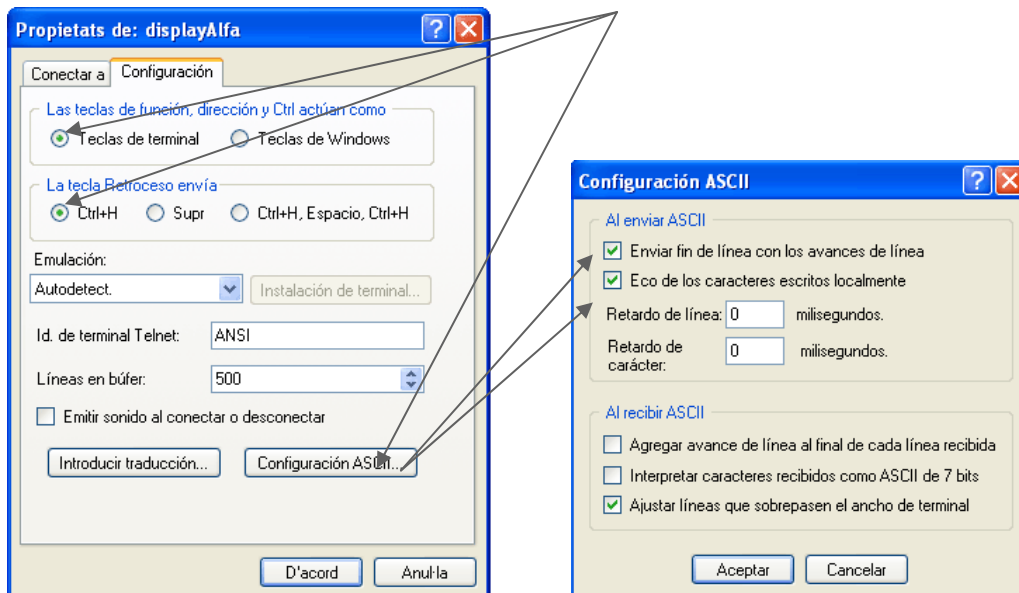 Propietats de: displayAlfa
Conectar a Configuración
Las teclas de función, dirección y Ctrl actúan como
Teclas de terminal Teclas de Windows
La tecla Retroceso envía
Ctrl+H Supr Ctrl+H, Espacio, Ctrl+H
Emulación:
Autodetect. Instalación de terminal...
Id. de terminal Telnet: ANSI
Líneas en búfer: 500
Emitir sonido al conectar o desconectar
Introducir traducción... Configuración ASCII...
D'acord Anul·la
Configuración ASCII
Al enviar ASCII
Enviar fin de línea con los avances de línea
Eco de los caracteres escritos localmente
Retardo de línea: 0 milisegundos.
Retardo de
carácter: 0 milisegundos.
Al recibir ASCII
Agregar avance de línea al final de cada línea recibida
Interpretar caracteres recibidos como ASCII de 7 bits
Ajustar líneas que sobrepasen el ancho de terminal
Aceptar Cancelar